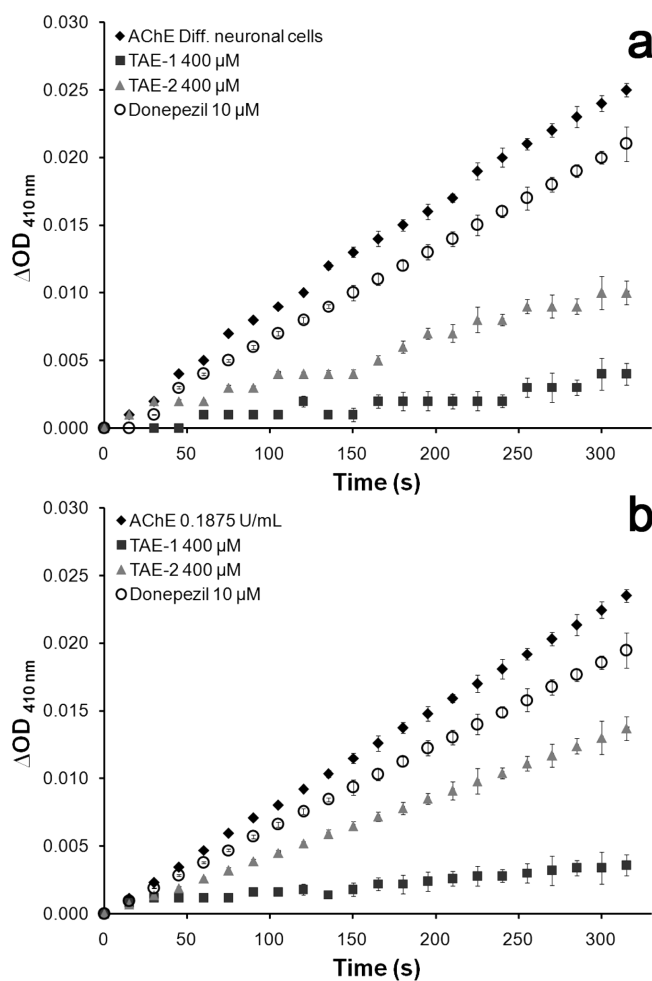 0.030
a
AChE Diff. neuronal cells
TAE-1 400 µM
0.025
TAE-2 400 µM
Donepezil 10 µM
0.020
0.015
ΔOD 410 nm
0.010
0.005
0.000
0 50 100 150 200 250 300
Time (s)
0.030
b
AChE 0.1875 U/mL
TAE-1 400 µM
0.025
TAE-2 400 µM
Donepezil 10 µM
0.020
0.015
ΔOD 410 nm
0.010
0.005
0.000
0 50 100 150 200 250 300
Time (s)